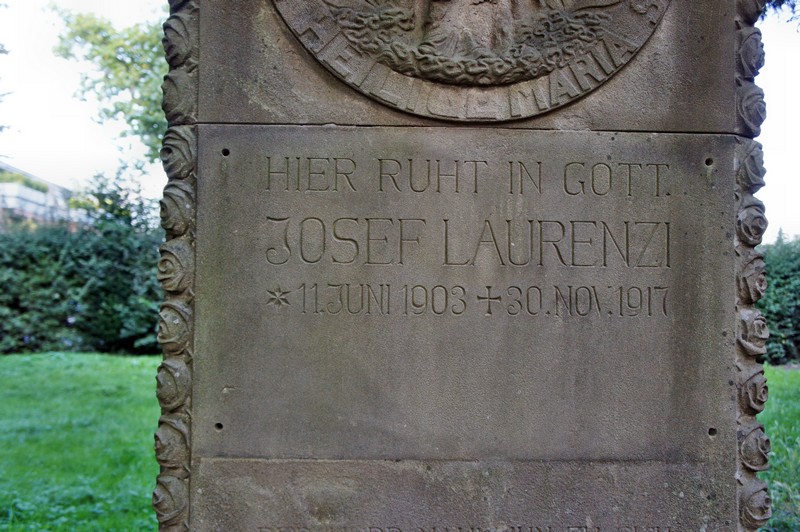 HEILIGE MARIA
HIER RUHT IN GOTT.
JOSEF LAURENZI
* 11. JUNI 1903 + 30. NOV. 1917